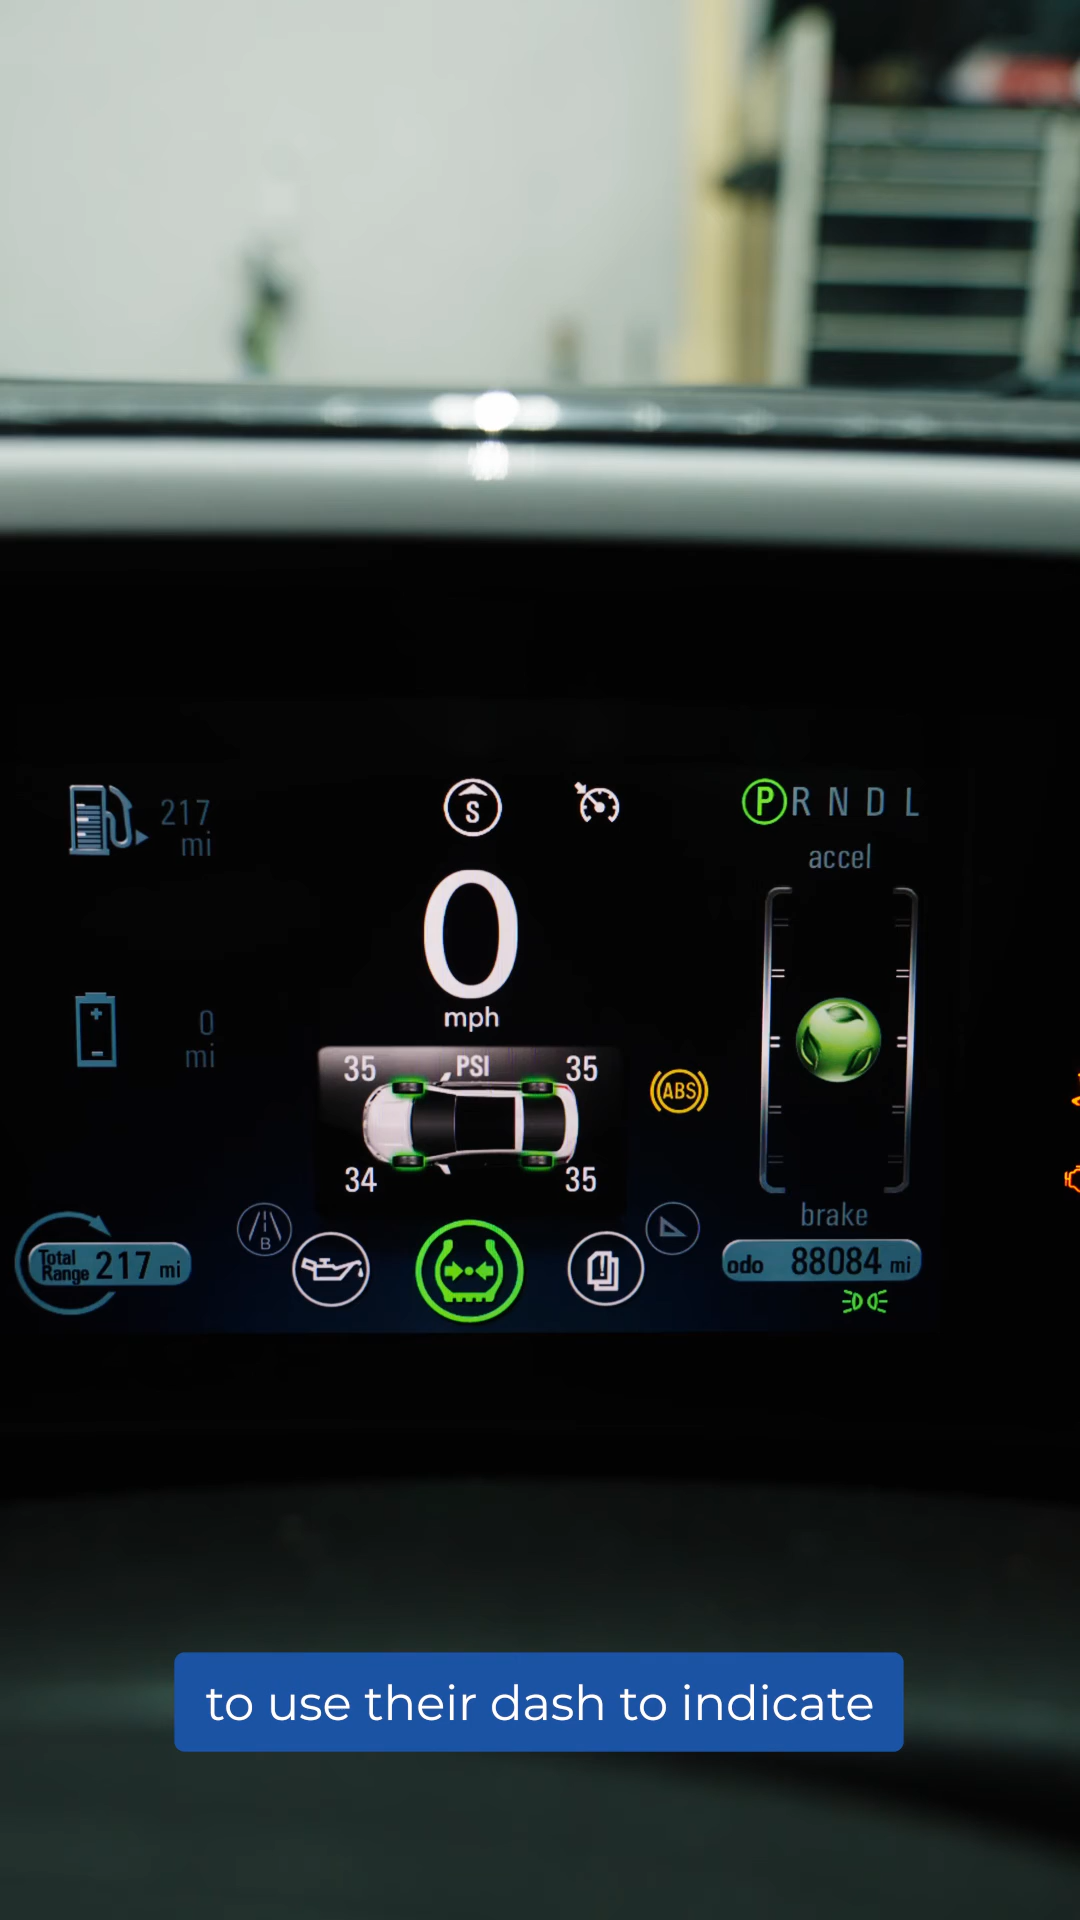 217
mi
S
P R N D L
accel
0
mph
0
mi
35 PSI 35
34 35
ABS
B
brake
Total
Range 217 mi
odo 88084 mi
to use their dash to indicate